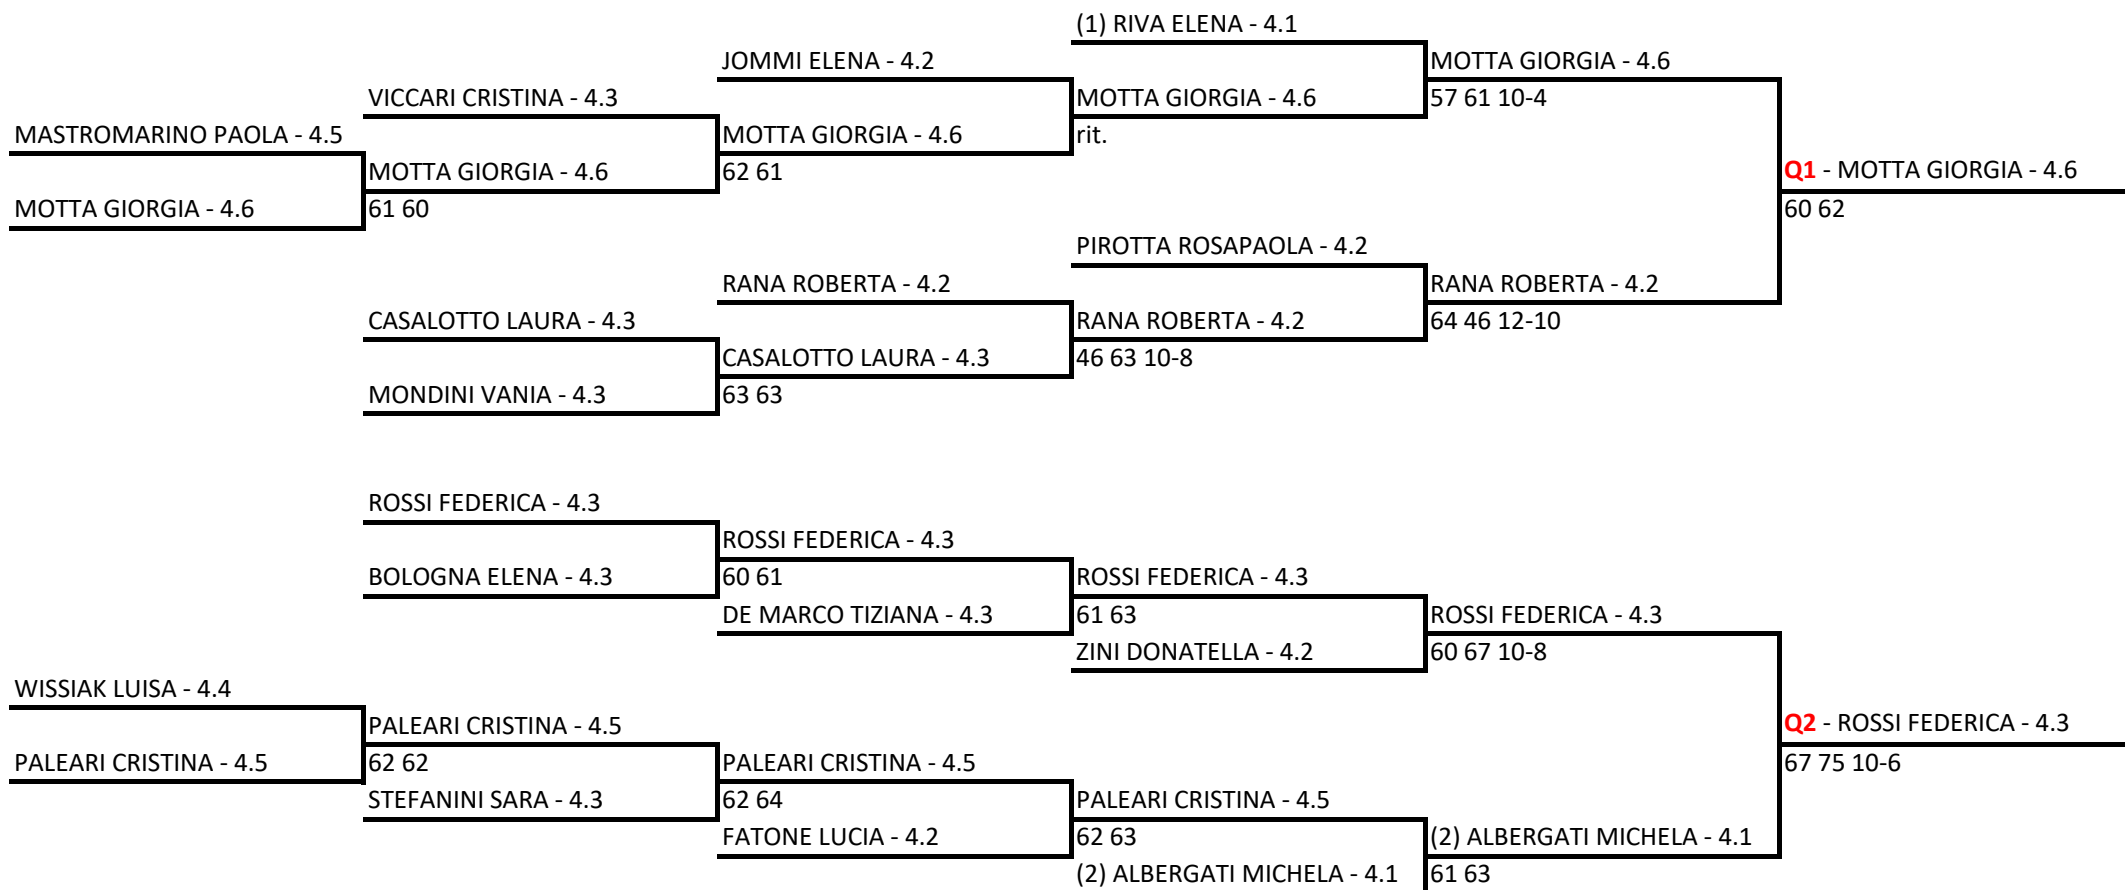 (1) RIVA ELENA - 4.1
JOMMI ELENA - 4.2
MOTTA GIORGIA - 4.6
VICCARI CRISTINA - 4.3
MOTTA GIORGIA - 4.6
57 61 10-4
MASTROMARINO PAOLA - 4.5
MOTTA GIORGIA - 4.6
rit.
MOTTA GIORGIA - 4.6
62 61
Q1 - MOTTA GIORGIA - 4.6
MOTTA GIORGIA - 4.6
61 60
60 62
PIROTTA ROSAPAOLA - 4.2
RANA ROBERTA - 4.2
RANA ROBERTA - 4.2
CASALOTTO LAURA - 4.3
RANA ROBERTA - 4.2
64 46 12-10
CASALOTTO LAURA - 4.3
46 63 10-8
MONDINI VANIA - 4.3
63 63
ROSSI FEDERICA - 4.3
ROSSI FEDERICA - 4.3
BOLOGNA ELENA - 4.3
60 61
ROSSI FEDERICA - 4.3
DE MARCO TIZIANA - 4.3
61 63
ROSSI FEDERICA - 4.3
ZINI DONATELLA - 4.2
60 67 10-8
WISSIAK LUISA - 4.4
PALEARI CRISTINA - 4.5
Q2 - ROSSI FEDERICA - 4.3
PALEARI CRISTINA - 4.5
62 62
PALEARI CRISTINA - 4.5
67 75 10-6
STEFANINI SARA - 4.3
62 64
PALEARI CRISTINA - 4.5
FATONE LUCIA - 4.2
62 63
(2) ALBERGATI MICHELA - 4.1
(2) ALBERGATI MICHELA - 4.1
61 63